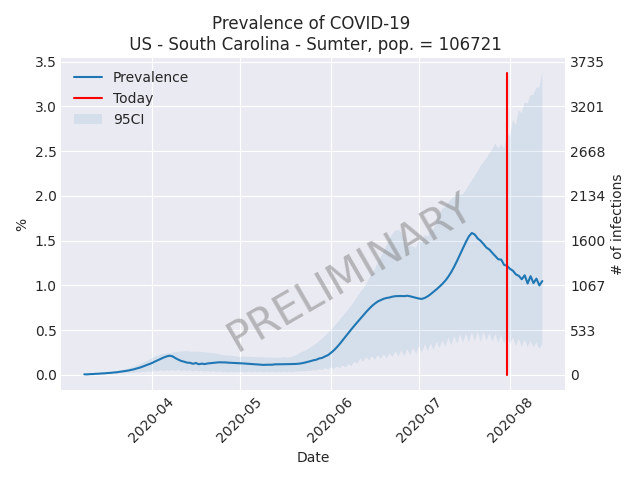 Prevalence of COVID-19
US - South Carolina - Sumter, pop. = 106721
Prevalence
Today
95CI
PRELIMINARY
%
3.5
3.0
2.5
2.0
1.5
1.0
0.5
0.0
3735
3201
2668
2134
1600
1067
533
0
# of infections
2020-04
2020-05
2020-06
2020-07
2020-08
Date